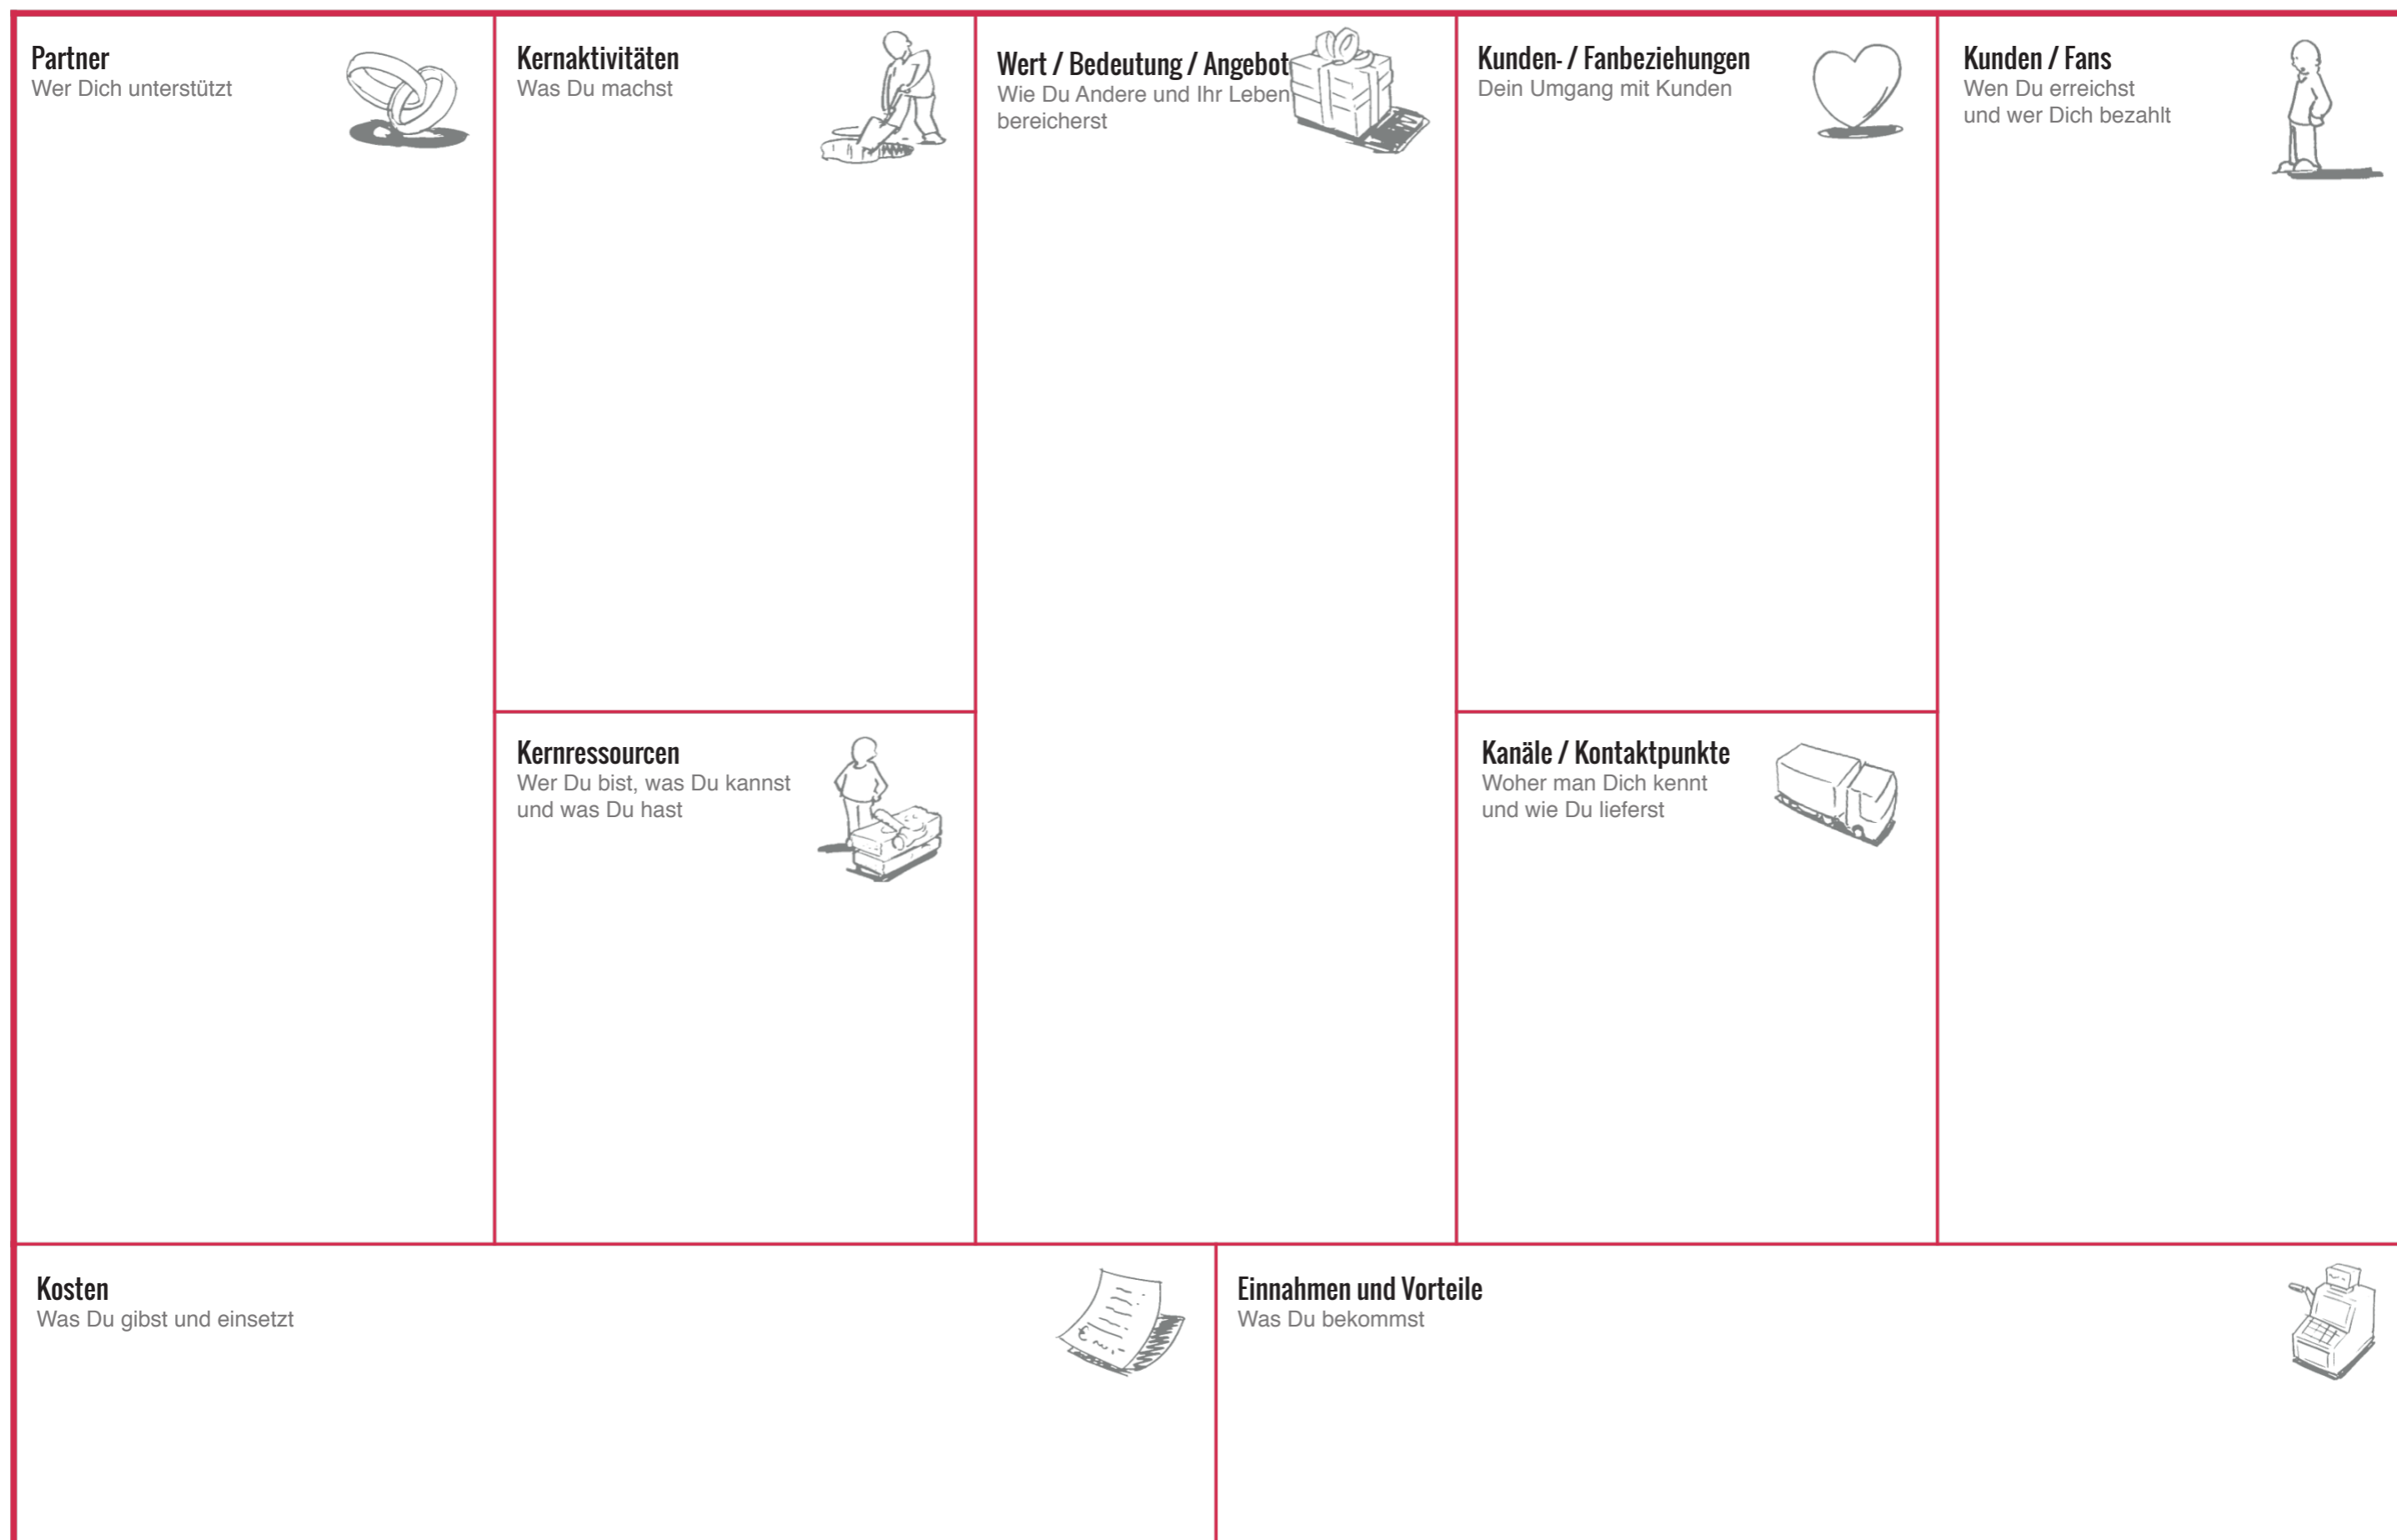 Partner
Wer Dich unterstützt
Kernaktivitäten
Was Du machst
Wert / Bedeutung / Angebot
Wie Du Andere und Ihr Leben
bereicherst
Kunden- / Fanbeziehungen
Dein Umgang mit Kunden
Kunden / Fans
Wen Du erreichst
und wer Dich bezahlt
Kernressourcen
Wer Du bist, was Du kannst
und was Du hast
Kanäle / Kontaktpunkte
Woher man Dich kennt
und wie Du lieferst
Kosten
Was Du gibst und einsetzt
Einnahmen und Vorteile
Was Du bekommst